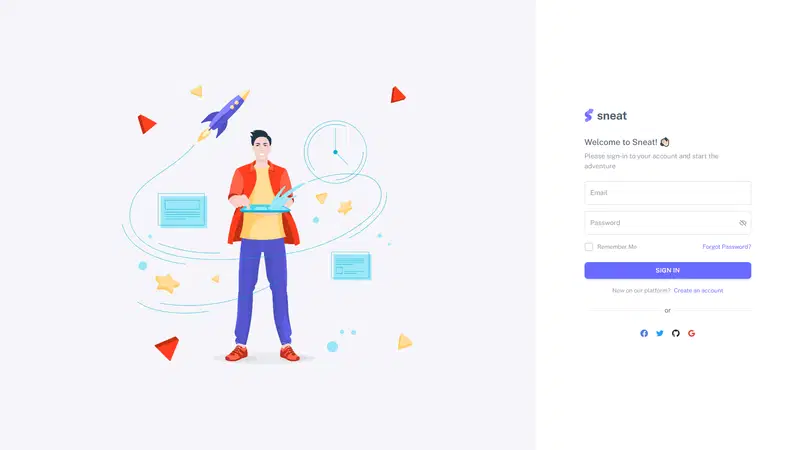 sneat
Welcome to Sneat! 👋🏻
Please sign-in to your account and start the
adventure
Email
Password
Remember Me
Forgot Password?
SIGN IN
New on our platform? Create an account
or